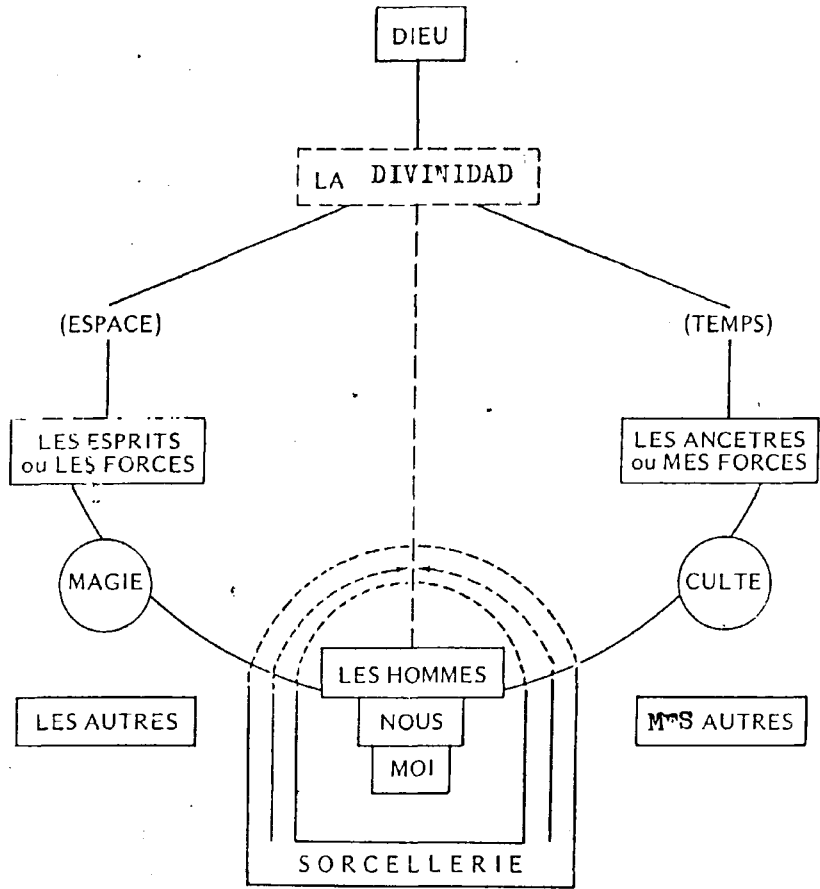 DIEU
LA DIVINIDAD
(ESPACE)
(TEMPS)
LES ESPRITS
ou LES FORCES
LES ANCETRES
ou MES FORCES
MAGIE
CULTE
LES HOMMES
LES AUTRES
NOUS
AUTRES
MOI
SORCELLERIE